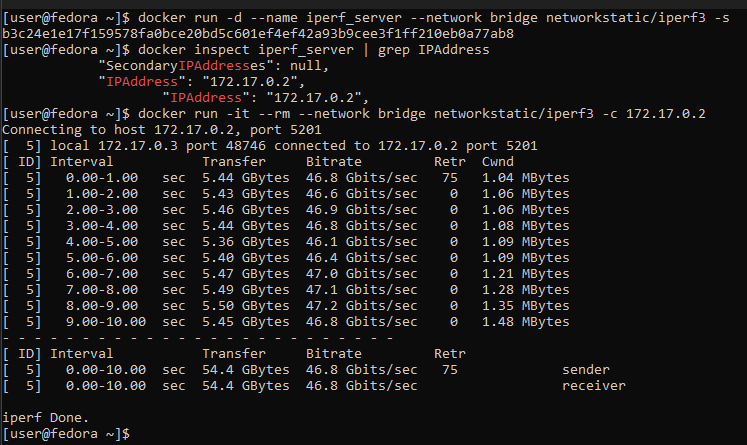 [user@fedora ~]$ docker run -d --name iperf_server --network bridge networkstatic/iperf3 -s
b3c24e1e17f159578fa0bce20bd5c601ef4ef42a93b9cee3f1ff210eb0a77ab8
[user@fedora ~]$ docker inspect iperf_server | grep IPAddress
            "SecondaryIPAddresses": null,
            "IPAddress": "172.17.0.2",
                    "IPAddress": "172.17.0.2",
[user@fedora ~]$ docker run -it --rm --network bridge networkstatic/iperf3 -c 172.17.0.2
Connecting to host 172.17.0.2, port 5201
[  5] local 172.17.0.3 port 48746 connected to 172.17.0.2 port 5201
[ ID] Interval           Transfer     Bitrate         Retr  Cwnd
[  5]   0.00-1.00   sec  5.44 GBytes  46.8 Gbits/sec   75   1.04 MBytes
[  5]   1.00-2.00   sec  5.43 GBytes  46.6 Gbits/sec    0   1.06 MBytes
[  5]   2.00-3.00   sec  5.46 GBytes  46.9 Gbits/sec    0   1.06 MBytes
[  5]   3.00-4.00   sec  5.44 GBytes  46.8 Gbits/sec    0   1.08 MBytes
[  5]   4.00-5.00   sec  5.36 GBytes  46.1 Gbits/sec    0   1.09 MBytes
[  5]   5.00-6.00   sec  5.40 GBytes  46.4 Gbits/sec    0   1.09 MBytes
[  5]   6.00-7.00   sec  5.47 GBytes  47.0 Gbits/sec    0   1.21 MBytes
[  5]   7.00-8.00   sec  5.49 GBytes  47.1 Gbits/sec    0   1.28 MBytes
[  5]   8.00-9.00   sec  5.50 GBytes  47.2 Gbits/sec    0   1.35 MBytes
[  5]   9.00-10.00  sec  5.45 GBytes  46.8 Gbits/sec    0   1.48 MBytes
- - - - - - - - - - - - - - - - - - - - - - - - -
[ ID] Interval           Transfer     Bitrate         Retr
[  5]   0.00-10.00  sec  54.4 GBytes  46.8 Gbits/sec   75             sender
[  5]   0.00-10.00  sec  54.4 GBytes  46.8 Gbits/sec                  receiver
iperf Done.
[user@fedora ~]$